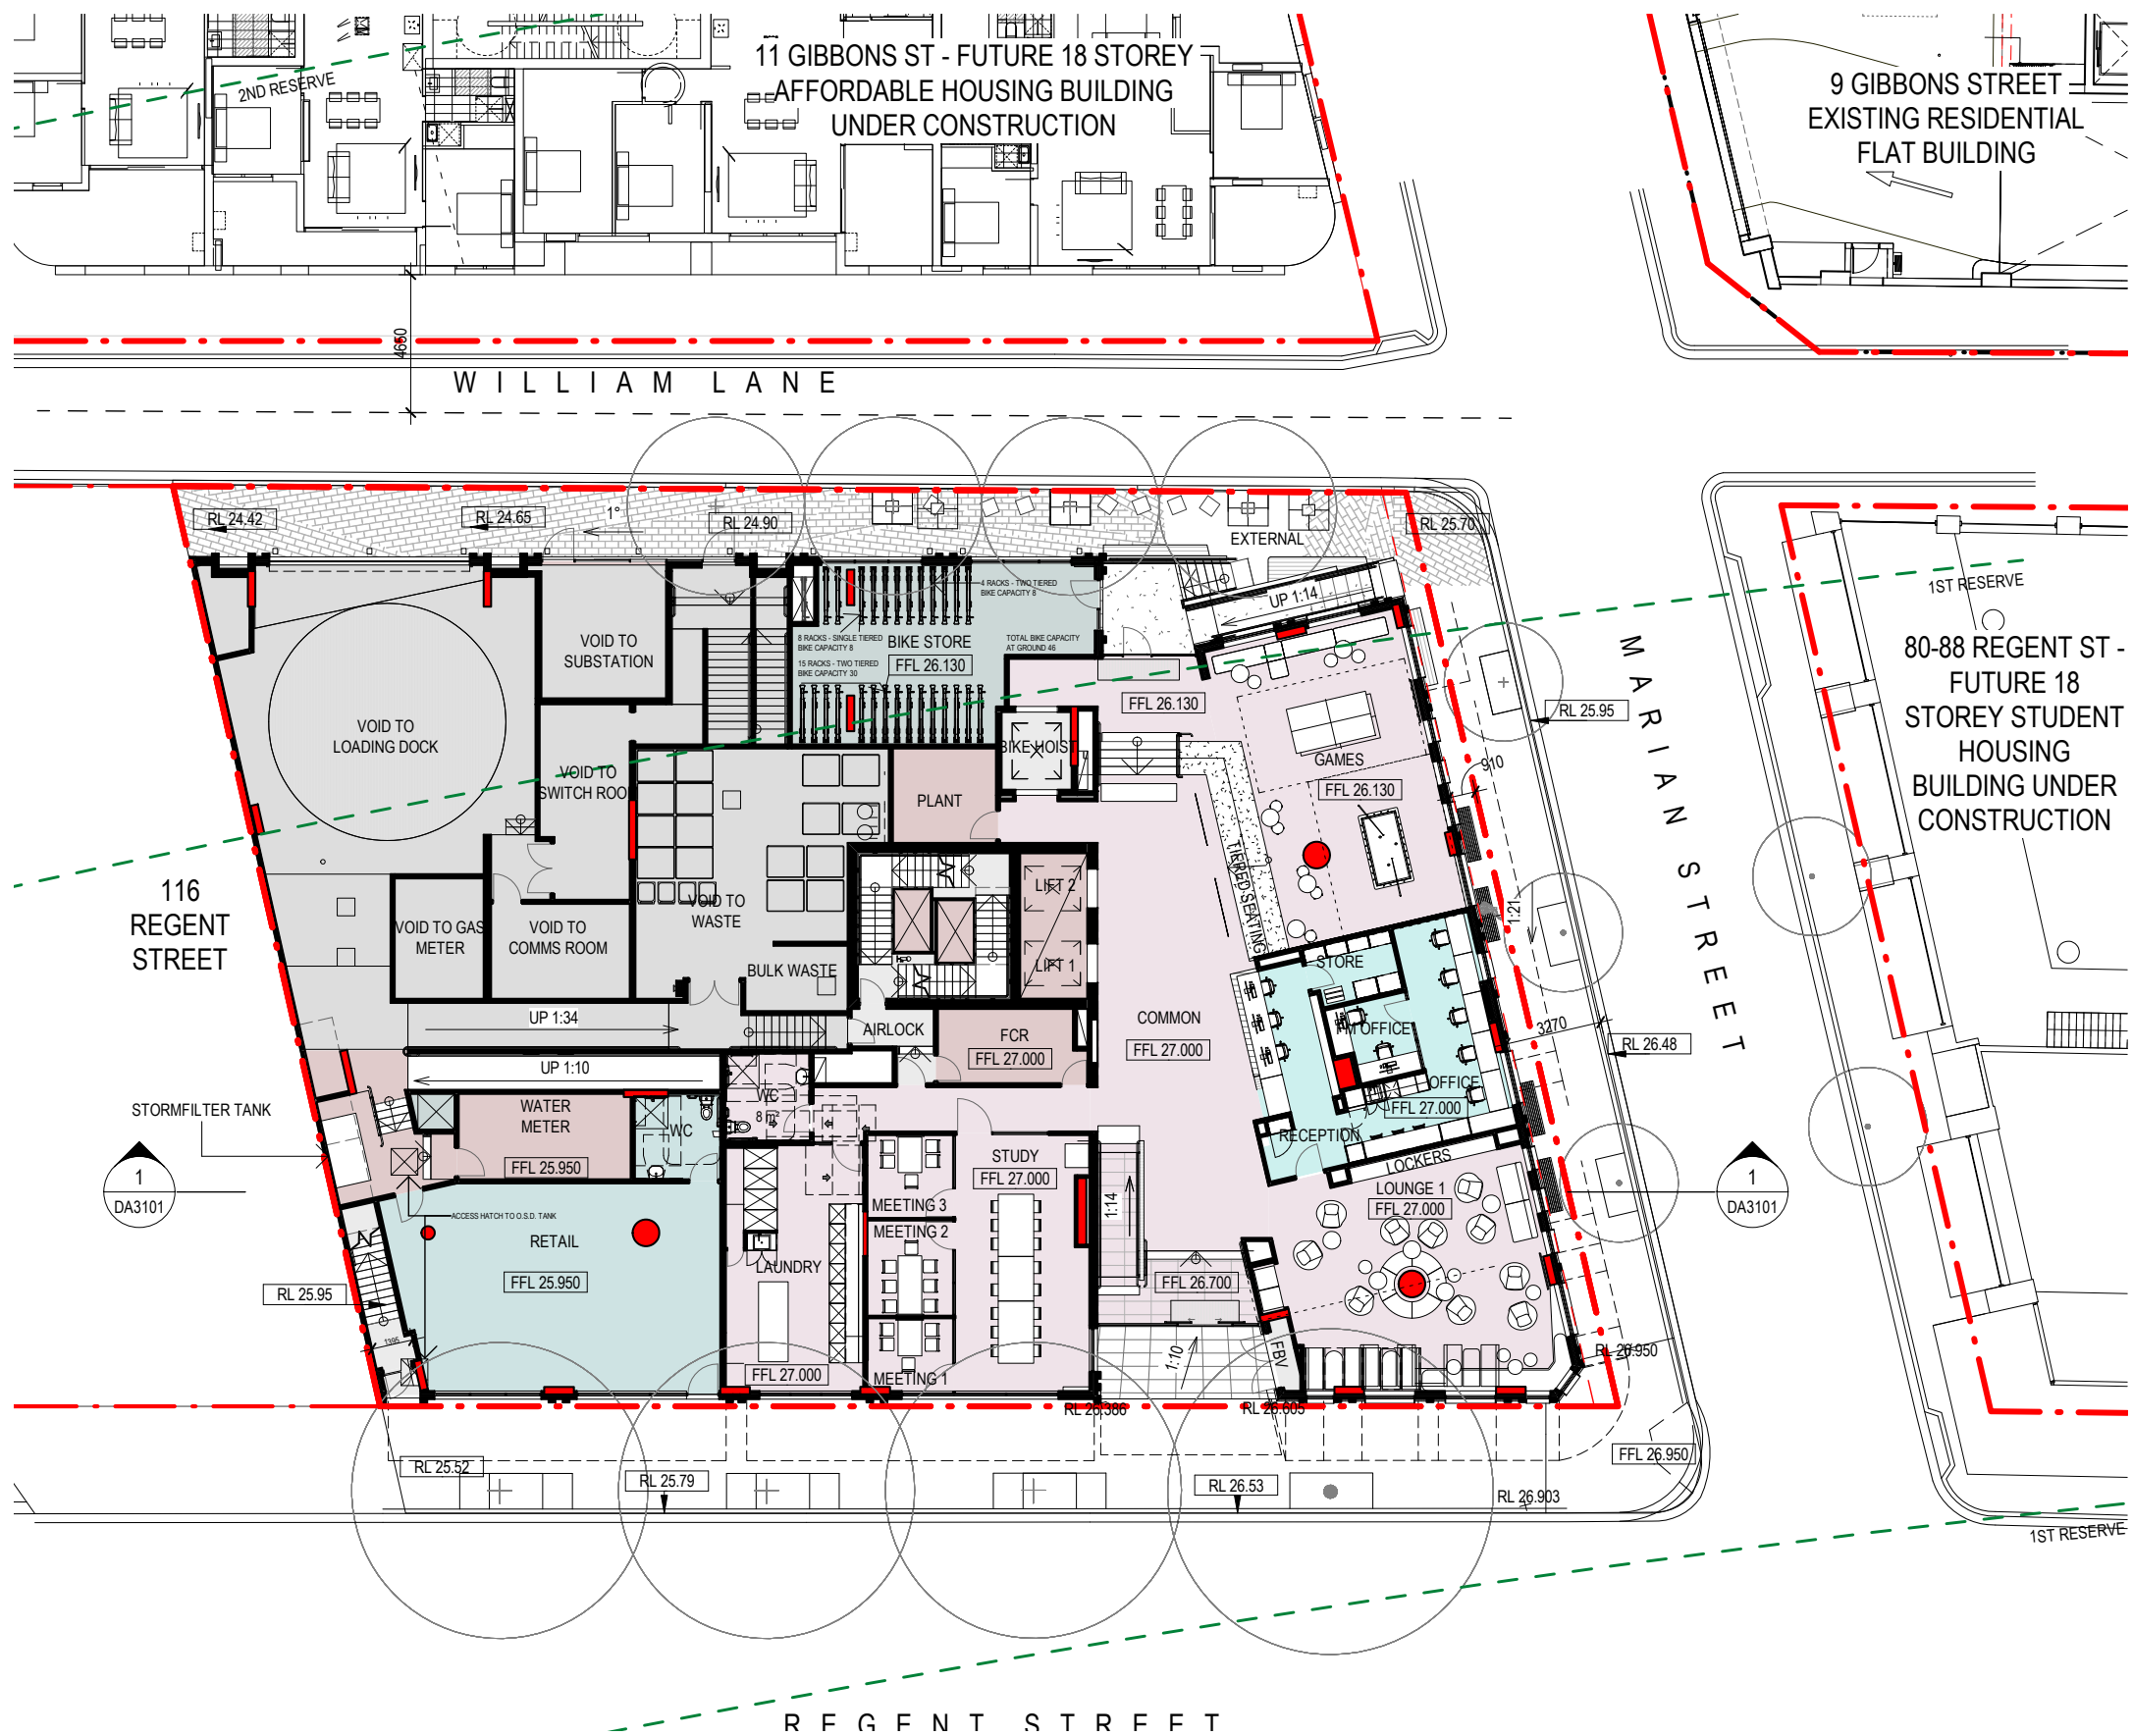 11 GIBBONS ST - FUTURE 18 STOREY
AFFORDABLE HOUSING BUILDING
UNDER CONSTRUCTION
9 GIBBONS STREET
EXISTING RESIDENTIAL
FLAT BUILDING
2ND RESERVE
4650
WILLIAM LANE
RL 24.42
RL 24.65
1°
RL 24.90
EXTERNAL
RL 25.70
1ST RESERVE
4 RACKS - TWO TIERED
BIKE CAPACITY 8
UP 1:14
VOID TO
SUBSTATION
8 RACKS - SINGLE TIERED
BIKE CAPACITY 8
BIKE STORE
FFL 26.130
TOTAL BIKE CAPACITY
AT GROUND 46
15 RACKS - TWO TIERED
BIKE CAPACITY 30
MARIAN STREET
80-88 REGENT ST -
FUTURE 18
STOREY STUDENT
HOUSING
BUILDING UNDER
CONSTRUCTION
VOID TO
LOADING DOCK
FFL 26.130
RL 25.95
BIKE HOIST
GAMES
FFL 26.130
910
VOID TO
SWITCH ROO
PLANT
TIERED SEATING
116
REGENT
STREET
LIFT 2
LIFT 1
VOID TO
WASTE
VOID TO GAS
METER
VOID TO
COMMS ROOM
BULK WASTE
STORE
1:21
UP 1:34
AIRLOCK
FCR
FFL 27.000
COMMON
FFL 27.000
FM OFFICE
3270
RL 26.48
UP 1:10
OFFICE
FFL 27.000
STORMFILTER TANK
WATER
METER
FFL 25.950
WC
WC
8 m²
RECEPTION
LOCKERS
1
DA3101
STUDY
FFL 27.000
MEETING 3
MEETING 2
MEETING 1
1:14
LOUNGE 1
FFL 27.000
1
DA3101
ACCESS HATCH TO O.S.D. TANK
RETAIL
FFL 25.950
LAUNDRY
FFL 27.000
FFL 26.700
RL 25.95
1395
1:10
FBV
RL 26.950
RL 26.386
RL 26.605
RL 25.52
RL 25.79
RL 26.53
RL 26.903
FFL 26.950
1ST RESERVE
REGENT STREET